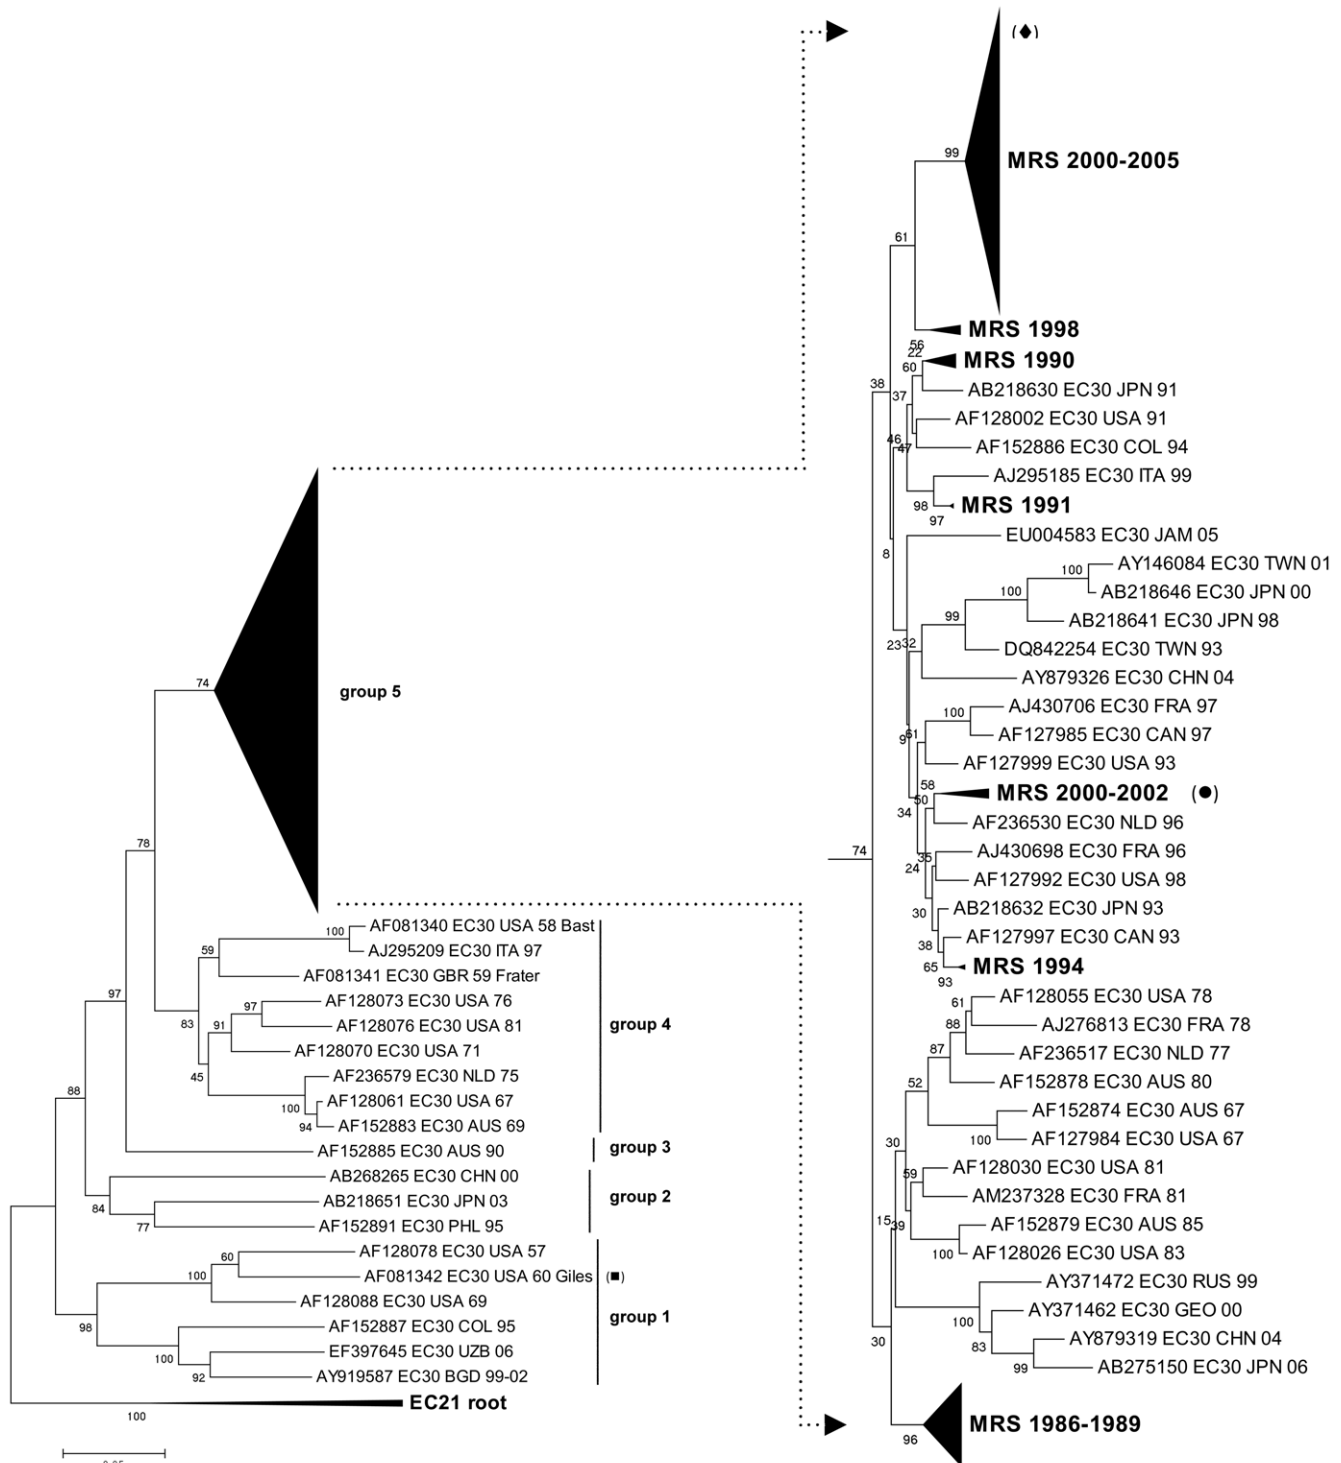 (♦)
99
MRS 2000-2005
61
MRS 1998
56
22
MRS 1990
60
38
AB218630 EC30 JPN 91
37
AF128002 EC30 USA 91
46
47
AF152886 EC30 COL 94
AJ295185 EC30 ITA 99
98
MRS 1991
97
EU004583 EC30 JAM 05
8
AY146084 EC30 TWN 01
100
AB218646 EC30 JPN 00
100
AB218641 EC30 JPN 98
99
23
32
DQ842254 EC30 TWN 93
AY879326 EC30 CHN 04
AJ430706 EC30 FRA 97
100
AF127985 EC30 CAN 97
9
61
AF127999 EC30 USA 93
58
MRS 2000-2002 (●)
50
34
AF236530 EC30 NLD 96
74
AJ430698 EC30 FRA 96
35
24
AF127992 EC30 USA 98
AB218632 EC30 JPN 93
30
AF127997 EC30 CAN 93
38
65
MRS 1994
93
AF128055 EC30 USA 78
61
AJ276813 EC30 FRA 78
88
AF236517 EC30 NLD 77
87
AF152878 EC30 AUS 80
52
AF152874 EC30 AUS 67
AF127984 EC30 USA 67
100
30
AF128030 EC30 USA 81
59
AM237328 EC30 FRA 81
15
39
AF152879 EC30 AUS 85
100
AF128026 EC30 USA 83
AY371472 EC30 RUS 99
AY371462 EC30 GEO 00
100
AY879319 EC30 CHN 04
30
83
AB275150 EC30 JPN 06
99
MRS 1986-1989
96
74
group 5
78
AF081340 EC30 USA 58 Bast
100
AJ295209 EC30 ITA 97
59
AF081341 EC30 GBR 59 Frater
97
AF128073 EC30 USA 76
97
AF128076 EC30 USA 81
group 4
83
91
AF128070 EC30 USA 71
45
AF236579 EC30 NLD 75
88
AF128061 EC30 USA 67
100
AF152883 EC30 AUS 69
94
AF152885 EC30 AUS 90
group 3
AB268265 EC30 CHN 00
AB218651 EC30 JPN 03
group 2
84
AF152891 EC30 PHL 95
77
AF128078 EC30 USA 57
60
AF081342 EC30 USA 60 Giles (■)
100
AF128088 EC30 USA 69
group 1
98
AF152887 EC30 COL 95
EF397645 EC30 UZB 06
100
AY919587 EC30 BGD 99-02
92
EC21 root
100